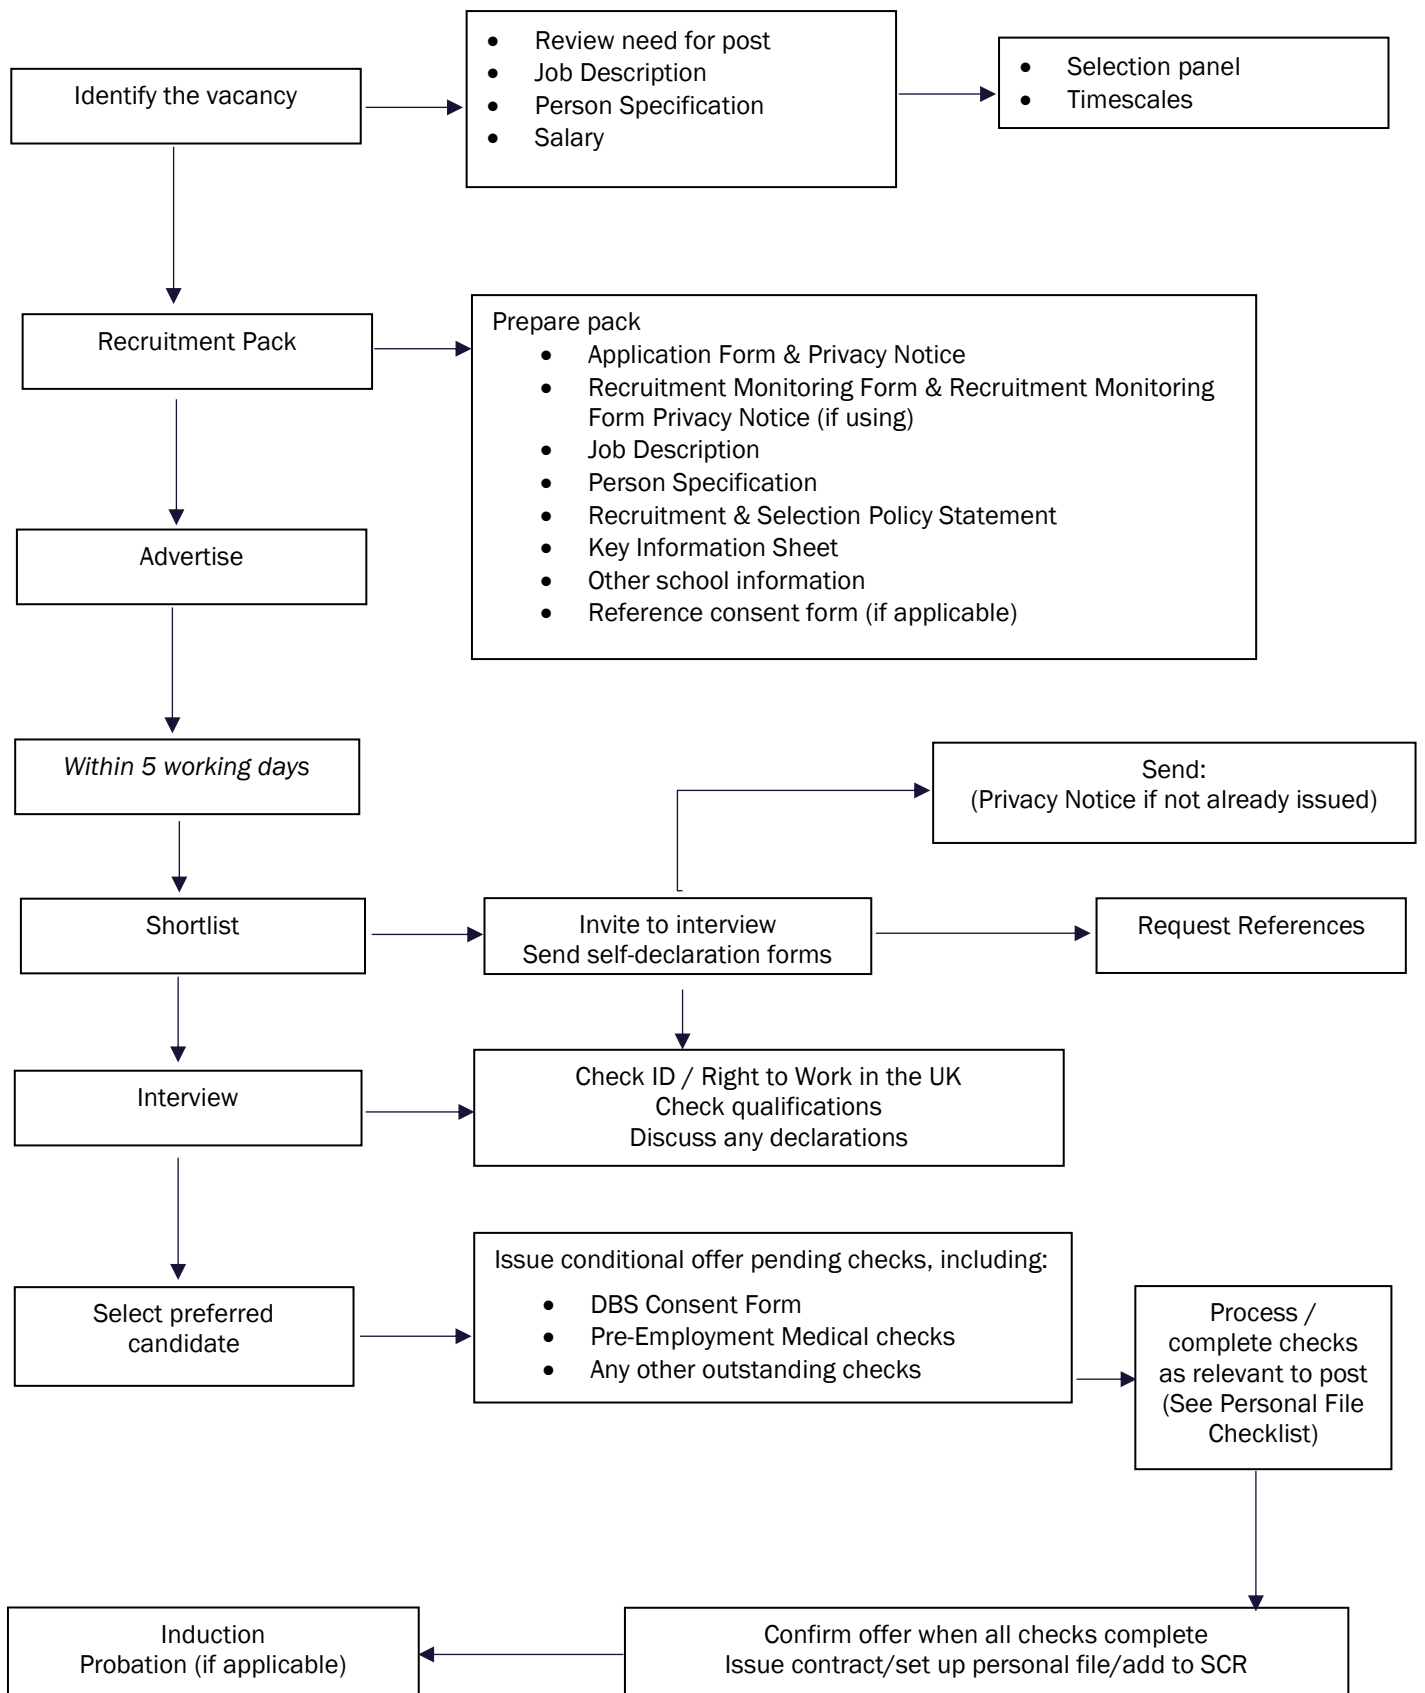 Identify the vacancy
• Review need for post
• Job Description
• Person Specification
• Salary
• Selection panel
• Timescales
Recruitment Pack
Prepare pack
• Application Form & Privacy Notice
• Recruitment Monitoring Form & Recruitment Monitoring
Form Privacy Notice (if using)
• Job Description
• Person Specification
• Recruitment & Selection Policy Statement
• Key Information Sheet
• Other school information
• Reference consent form (if applicable)
Advertise
Within 5 working days
Send:
(Privacy Notice if not already issued)
Shortlist
Invite to interview
Send self-declaration forms
Request References
Interview
Check ID / Right to Work in the UK
Check qualifications
Discuss any declarations
Select preferred
candidate
Issue conditional offer pending checks, including:
• DBS Consent Form
• Pre-Employment Medical checks
• Any other outstanding checks
Process /
complete checks
as relevant to post
(See Personal File
Checklist)
Confirm offer when all checks complete
Issue contract/set up personal file/add to SCR
Induction
Probation (if applicable)